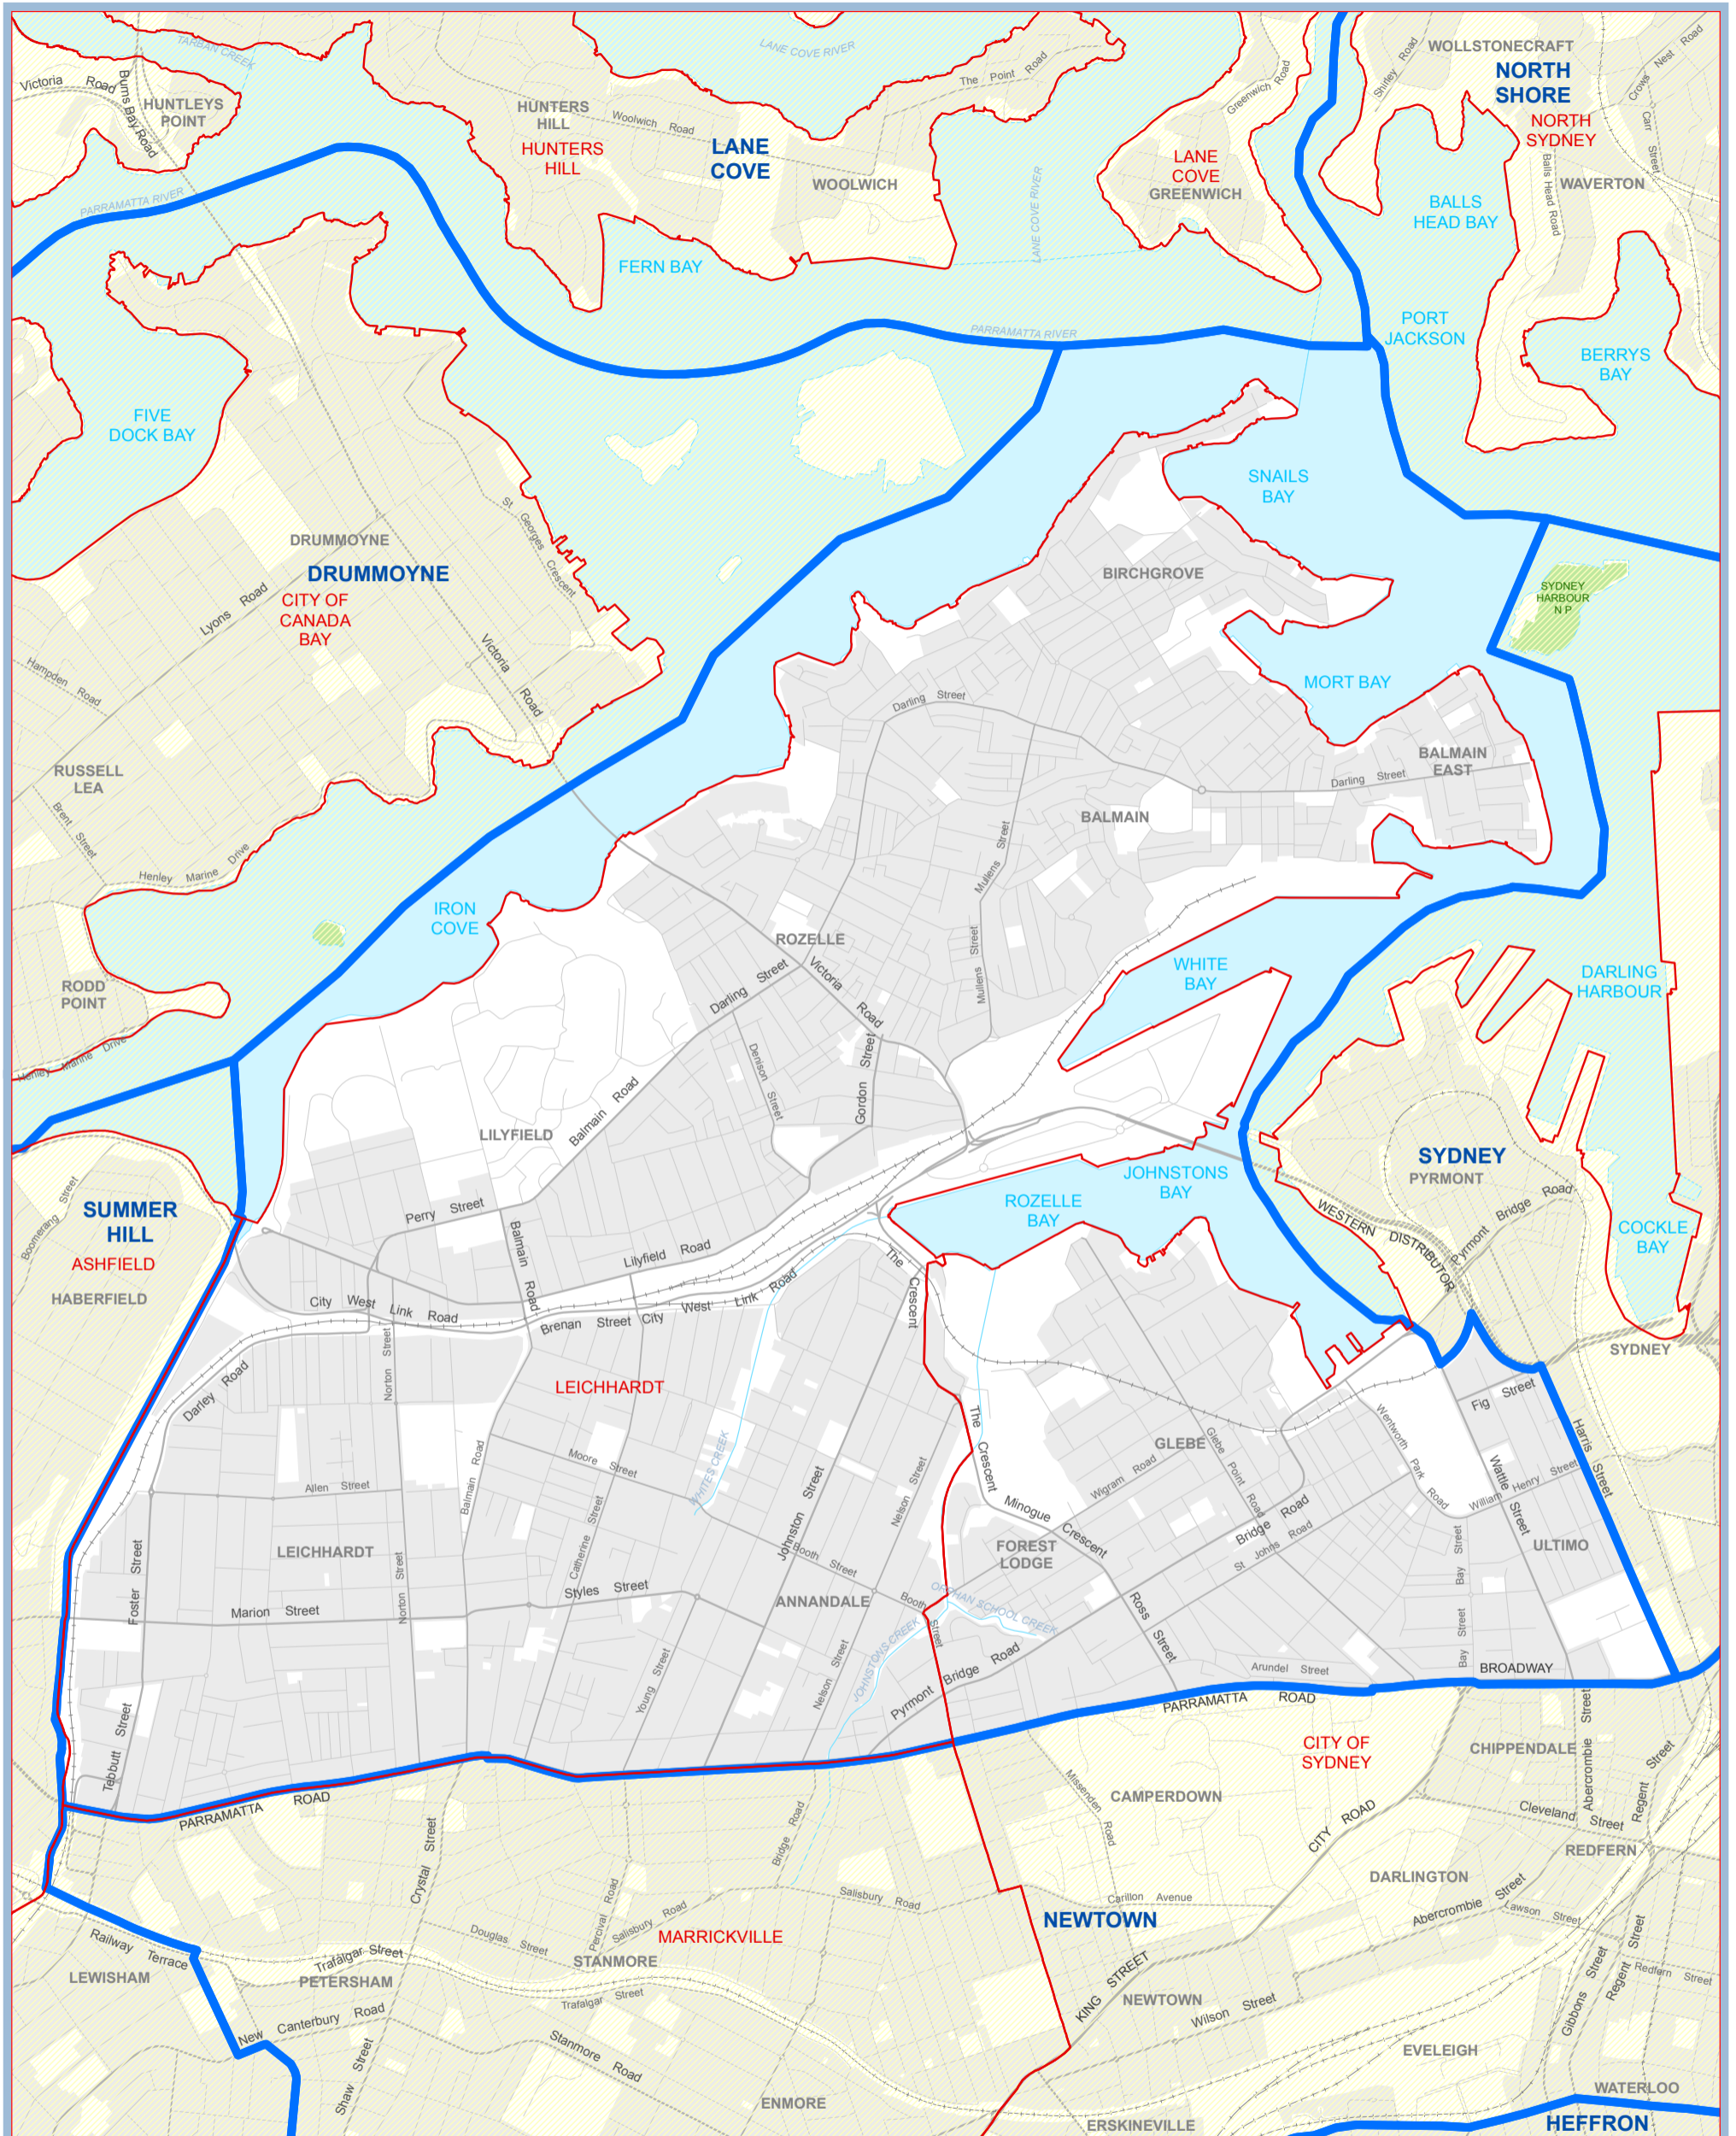 TARBAN CREEK
LANE COVE RIVER
WOLLSTONECRAFT
Shirley Road
Crows Nest Road
NORTH
SHORE
NORTH
SYDNEY
Victoria Road
Burns Bay Road
HUNTLEYS
POINT
The Point Road
Greenwich Road
HUNTERS
HILL
Woolwich Road
HUNTERS
HILL
LANE
COVE
WOOLWICH
LANE
COVE
GREENWICH
Carr Street
Balls Head Road
WAVERTON
BALLS
HEAD BAY
PARRAMATTA RIVER
LANE COVE RIVER
FERN BAY
PARRAMATTA RIVER
PORT
JACKSON
BERRYS
BAY
FIVE
DOCK BAY
SNAILS
BAY
St Georges Crescent
DRUMMOYNE
DRUMMOYNE
CITY OF
CANADA
BAY
Lyons Road
BIRCHGROVE
SYDNEY
HARBOUR
N P
Hampden Road
Victoria Road
MORT BAY
Darling Street
RUSSELL
LEA
BALMAIN
EAST
Darling Street
BALMAIN
Brent Street
Mullens Street
Henley Marine Drive
IRON
COVE
ROZELLE
Victoria Road
Darling Street
Mullens Street
WHITE
BAY
DARLING
HARBOUR
RODD
POINT
Henley Marine Drive
Denison Street
Gordon Street
Balmain Road
LILYFIELD
SYDNEY
PYRMONT
JOHNSTONS
BAY
ROZELLE
BAY
Boomerang Street
SUMMER
HILL
ASHFIELD
HABERFIELD
Perry Street
Balmain Road
Lilyfield Road
The Crescent
WESTERN DISTRIBUTOR
Pyrmont Bridge Road
COCKLE
BAY
City West Link Road
Brenan Street
City West Link Road
SYDNEY
Darley Road
Norton Street
LEICHHARDT
Fig Street
Harris Street
The Crescent
GLEBE
Glebe Point Road
Wentworth Park Road
Wattle Street
William Henry Street
Moore Street
WHITES CREEK
Johnston Street
Nelson Street
Wigram Road
Minogue Crescent
Bridge Road
St Johns Road
Allen Street
Balmain Road
Catherine Street
LEICHHARDT
FOREST
LODGE
Bay Street
ULTIMO
Foster Street
Norton Street
Booth Street
Styles Street
ANNANDALE
Marion Street
Booth Street
ORPHAN SCHOOL CREEK
JOHNSTONS CREEK
Ross Street
Bay Street
Young Street
Nelson Street
Pyrmont Bridge Road
Arundel Street
BROADWAY
Tebbutt Street
PARRAMATTA ROAD
PARRAMATTA ROAD
CITY OF
SYDNEY
CHIPPENDALE
Abercrombie Street
Regent Street
Missenden Road
CAMPERDOWN
CITY ROAD
Cleveland Street
REDFERN
Crystal Street
Bridge Road
DARLINGTON
Percival Road
Salisbury Road
Salisbury Road
Carillon Avenue
Abercrombie Street
Lawson Street
NEWTOWN
MARRICKVILLE
Douglas Street
STANMORE
Railway Terrace
LEWISHAM
Trafalgar Street
PETERSHAM
Trafalgar Street
KING STREET
NEWTOWN
Wilson Street
Gibbons Street
Regent Street
Redfern Street
New Canterbury Road
Stanmore Road
Shaw Street
EVELEIGH
WATERLOO
ENMORE
ERSKINEVILLE
HEFFRON